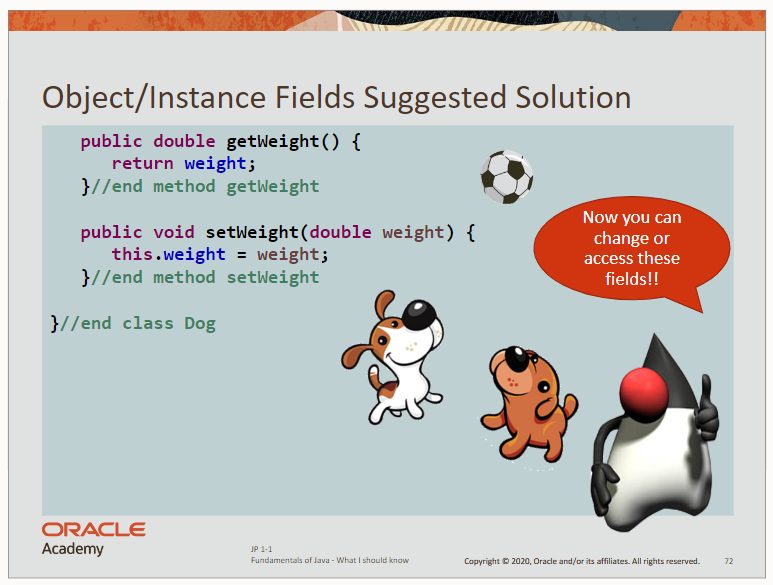 Object/Instance Fields Suggested Solution
public double getWeight() {
return weight;
}//end method getWeight
public void setWeight(double weight) {
this.weight = weight;
}//end method setWeight
}//end class Dog
Now you can
change or
access these
fields!!
ORACLE
Academy
JP 1-1
Fundamentals of Java - What I should know
Copyright © 2020, Oracle and/or its affiliates. All rights reserved.
72